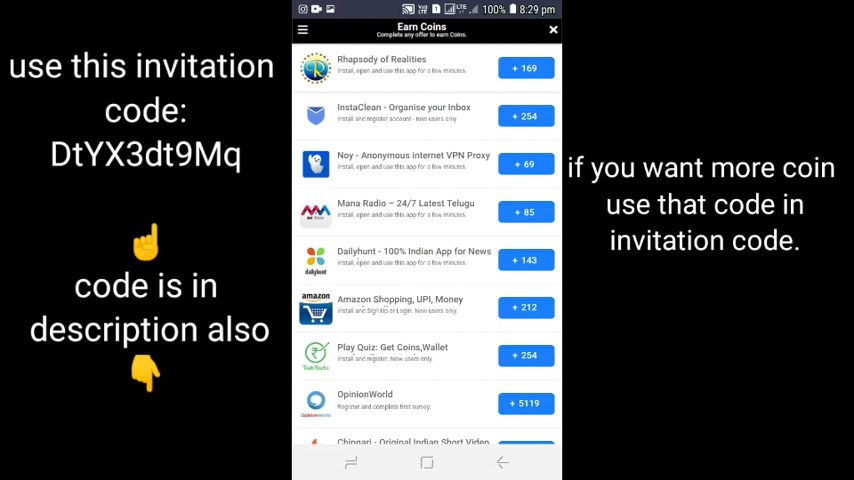 use this invitation
code:
DtYX3dt9Mq
code is in
description also
100% 8:29 pm
Earn Coins
Complete any offer to earn Coins.
Rhapsody of Realities
Install, open and use this app for a few minutes.
+ 169
InstaClean - Organise your Inbox
Install and register account - new users only
+ 254
Noy - Anonymous internet VPN Proxy
Install, open and use this app for a few minutes.
+ 69
Mana Radio – 24/7 Latest Telugu
Install, open and use this app for a few minutes.
+ 85
Dailyhunt - 100% Indian App for News
Install, open and use this app for a few minutes.
+ 143
dailyhunt
amazon
Amazon Shopping, UPI, Money
Install and Sign Up or Login. New users only.
+ 212
Play Quiz: Get Coins,Wallet
Install and register. New users only.
+ 254
OpinionWorld
Register and complete first survey.
+ 5119
OpinionWorld
Chingari - Original Indian Short Video
if you want more coin
use that code in
invitation code.